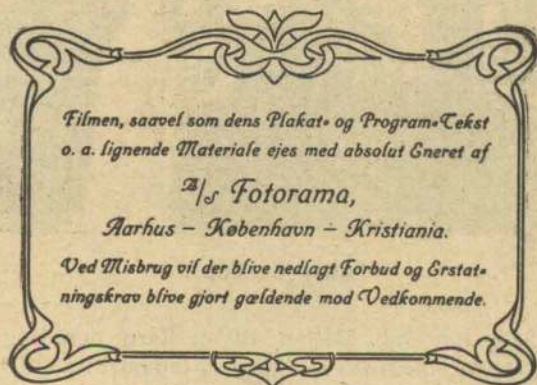 Filmen, saavel som dens Plakat- og Program-Tekst
o. a. lignende Materiale ejes med absolut Eneret af
A/S Fotorama,
Aarhus – København – Kristiania.
Ved Misbrug vil der blive nedlagt Forbud og Erstat-
ningskrav blive gjort gældende mod Vedkommende.